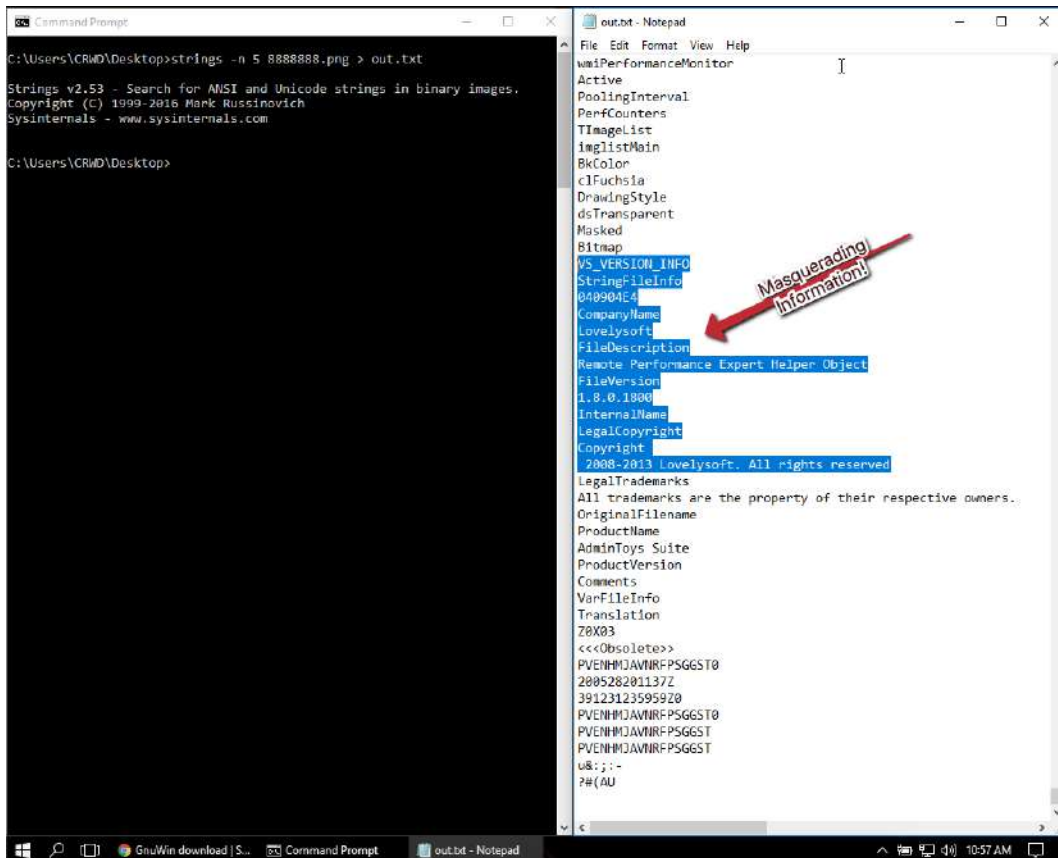 Command Prompt
C:\Users\CRWD\Desktop>strings -n 5 8888888.png > out.txt
Strings v2.53 - Search for ANSI and Unicode strings in binary images.
Copyright (C) 1999-2016 Mark Russinovich
Sysinternals - www.sysinternals.com
C:\Users\CRWD\Desktop>
out.txt - Notepad
File Edit Format View Help
wmiPerformanceMonitor
Active
PoolingInterval
PerfCounters
TImageList
imglistMain
BkColor
clFuchsia
DrawingStyle
dsTransparent
Masked
Bitmap
VS_VERSION_INFO
StringFileInfo
040904E4
CompanyName
Lovelysoft
FileDescription
Remote Performance Expert Helper Object
FileVersion
1.8.0.1800
InternalName
LegalCopyright
Copyright
2008-2013 Lovelysoft. All rights reserved
LegalTrademarks
All trademarks are the property of their respective owners.
OriginalFilename
ProductName
AdminToys Suite
ProductVersion
Comments
VarFileInfo
Translation
Z0X03
<<<Obsolete>>
PVENHMJAVNRFPSGGST0
200528201137Z
391231235959Z0
PVENHMJAVNRFPSGGST0
PVENHMJAVNRFPSGGST
PVENHMJAVNRFPSGGST
u&:;:-
?#(AU
Masquerading
Information!
GnuWin download | S...
Command Prompt
out.txt - Notepad
10:57 AM